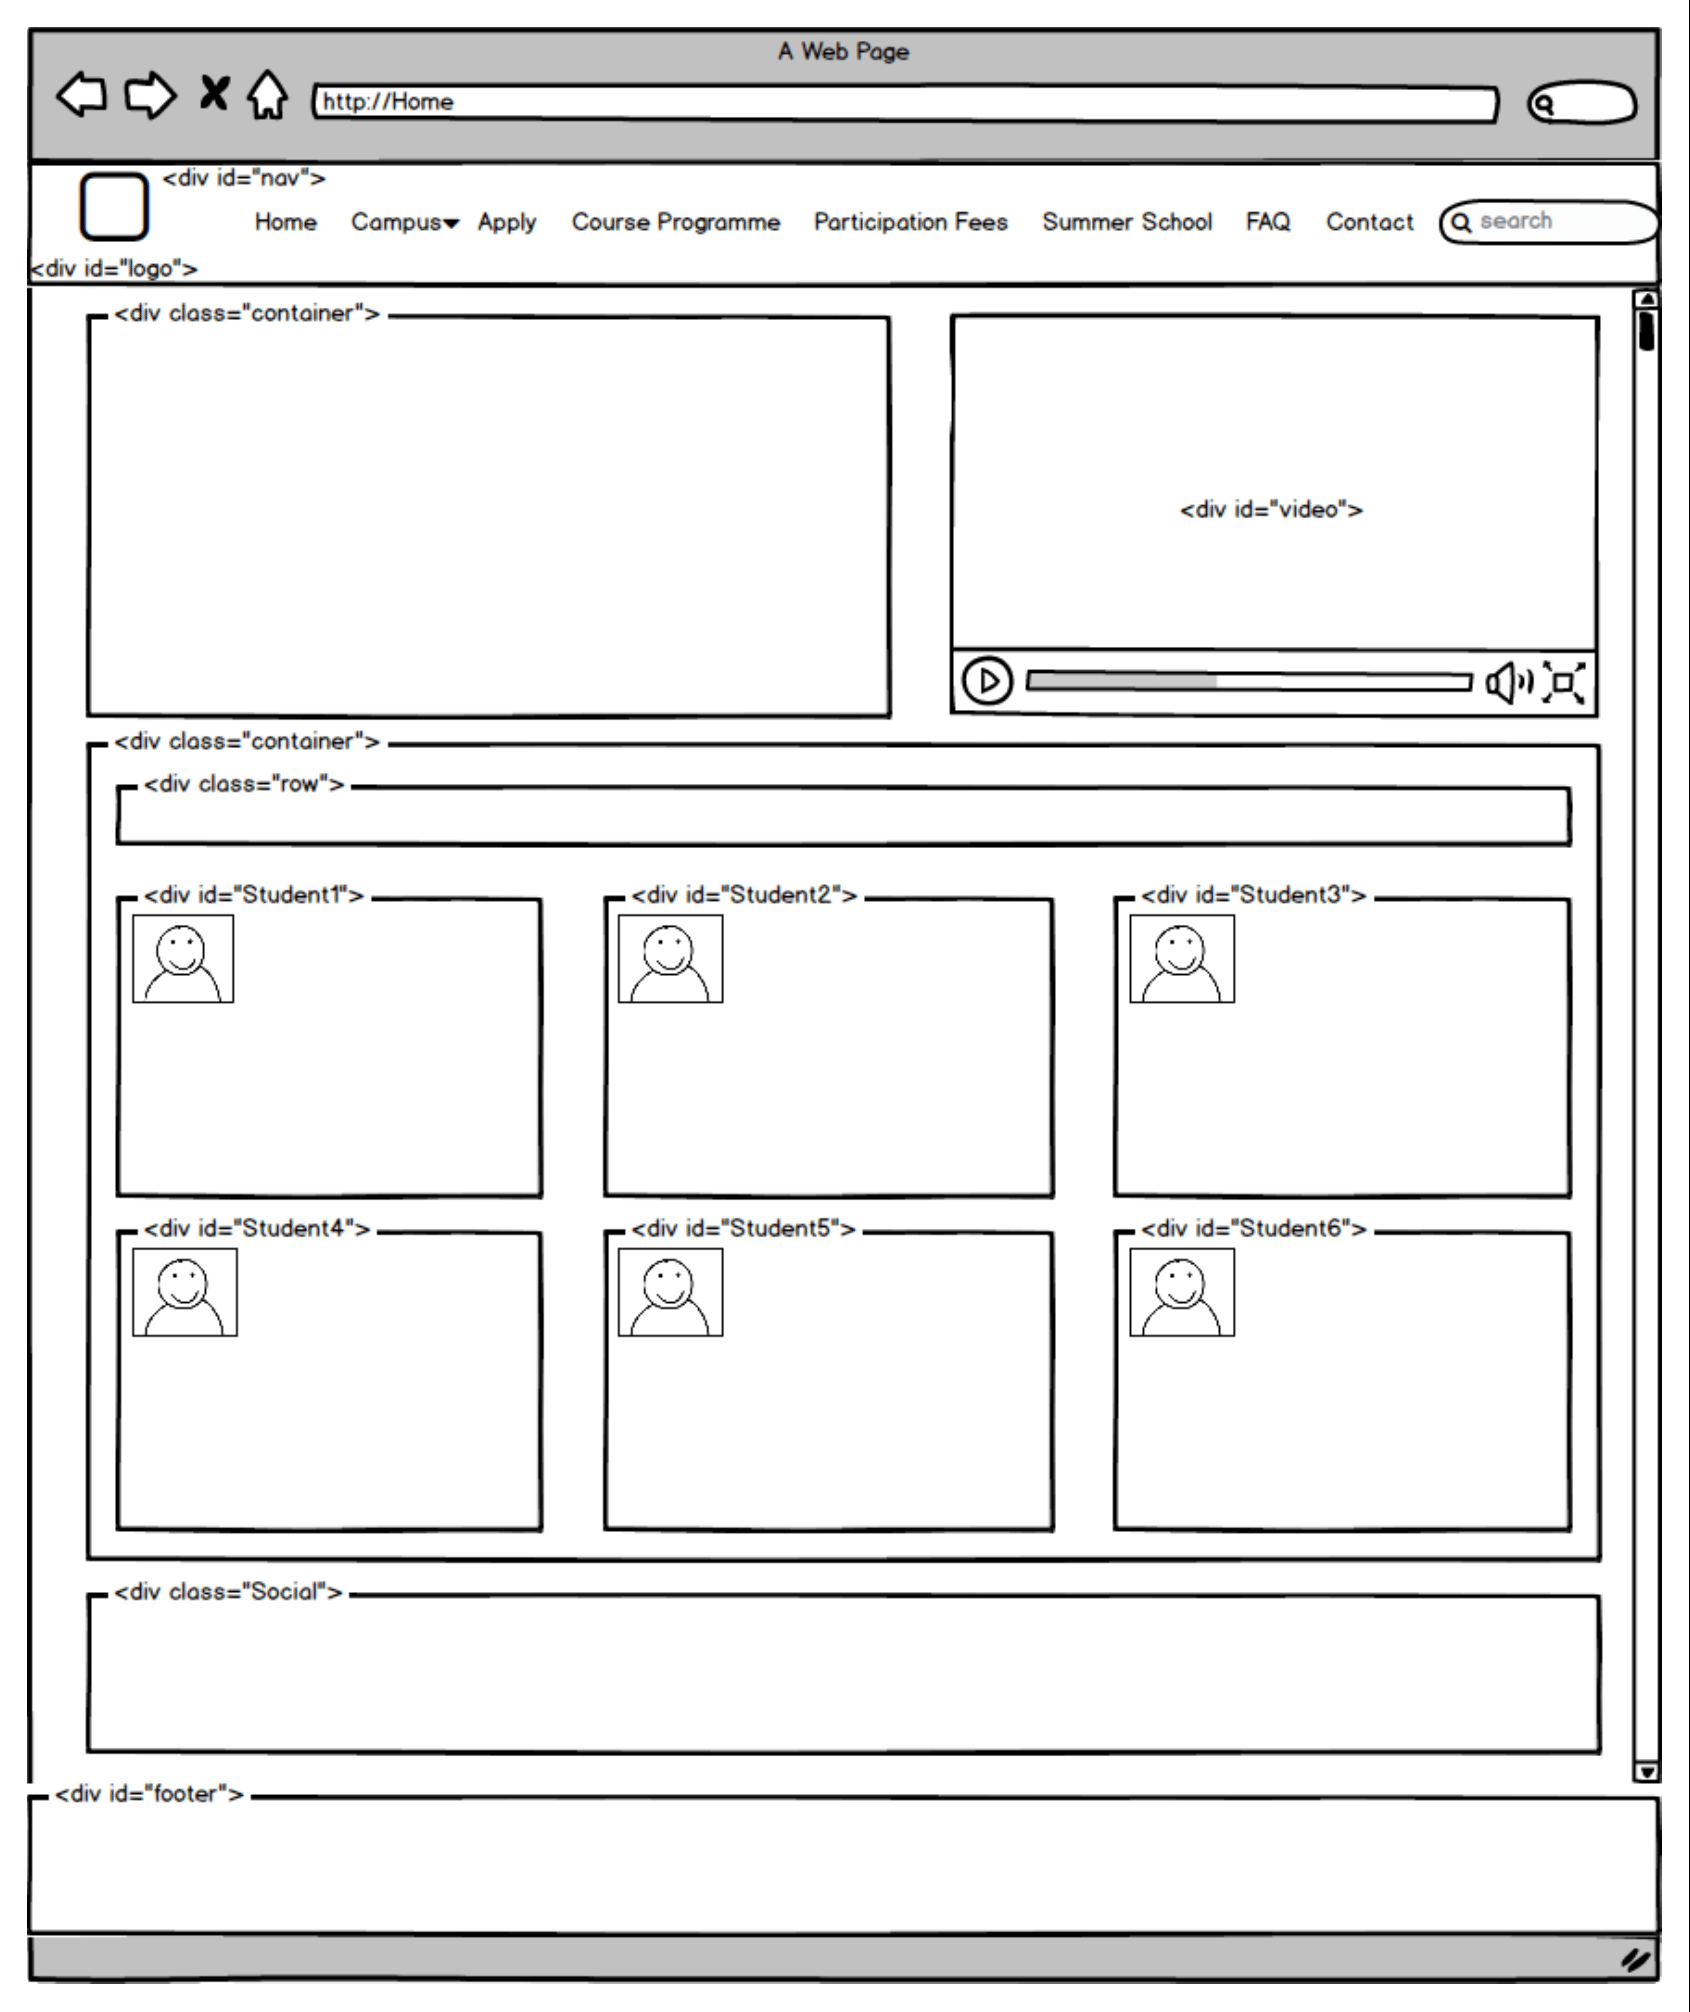 A Web Page
http://Home
<div id="nav">
Home Campus Apply Course Programme Participation Fees Summer School FAQ Contact search
<div id="logo">
<div class="container">
<div id="video">
<div class="container">
<div class="row">
<div id="Student1"> <div id="Student2"> <div id="Student3">
<div id="Student4"> <div id="Student5"> <div id="Student6">
<div class="Social">
<div id="footer">